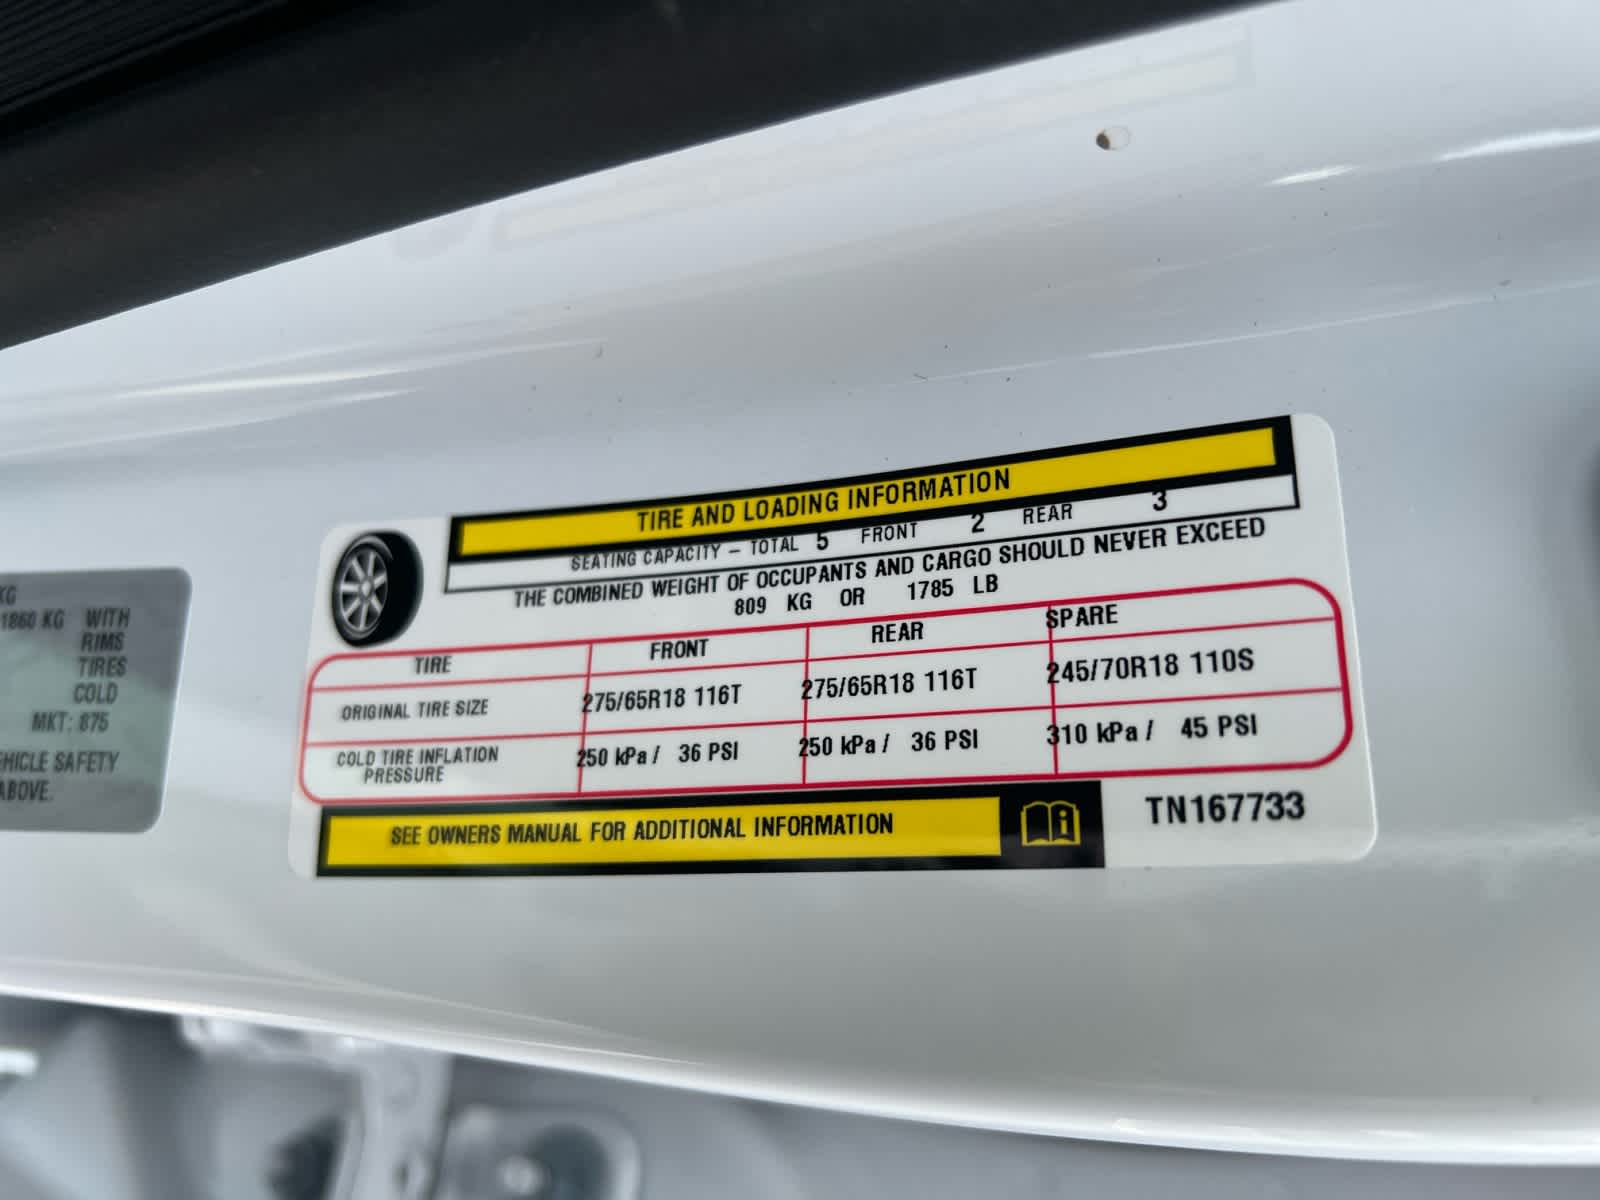 KG
1860 KG WITH
RIMS
TIRES
COLD
MKT: 875
SAFETY
ABOVE.
TIRE AND LOADING INFORMATION
SEATING CAPACITY – TOTAL 5 FRONT 2 REAR 3
THE COMBINED WEIGHT OF OCCUPANTS AND CARGO SHOULD NEVER EXCEED
809 KG OR 1785 LB
TIRE FRONT REAR SPARE
ORIGINAL TIRE SIZE 275/65R18 116T 275/65R18 116T 245/70R18 110S
COLD TIRE INFLATION PRESSURE 250 kPa / 36 PSI 250 kPa / 36 PSI 310 kPa / 45 PSI
SEE OWNERS MANUAL FOR ADDITIONAL INFORMATION
TN167733